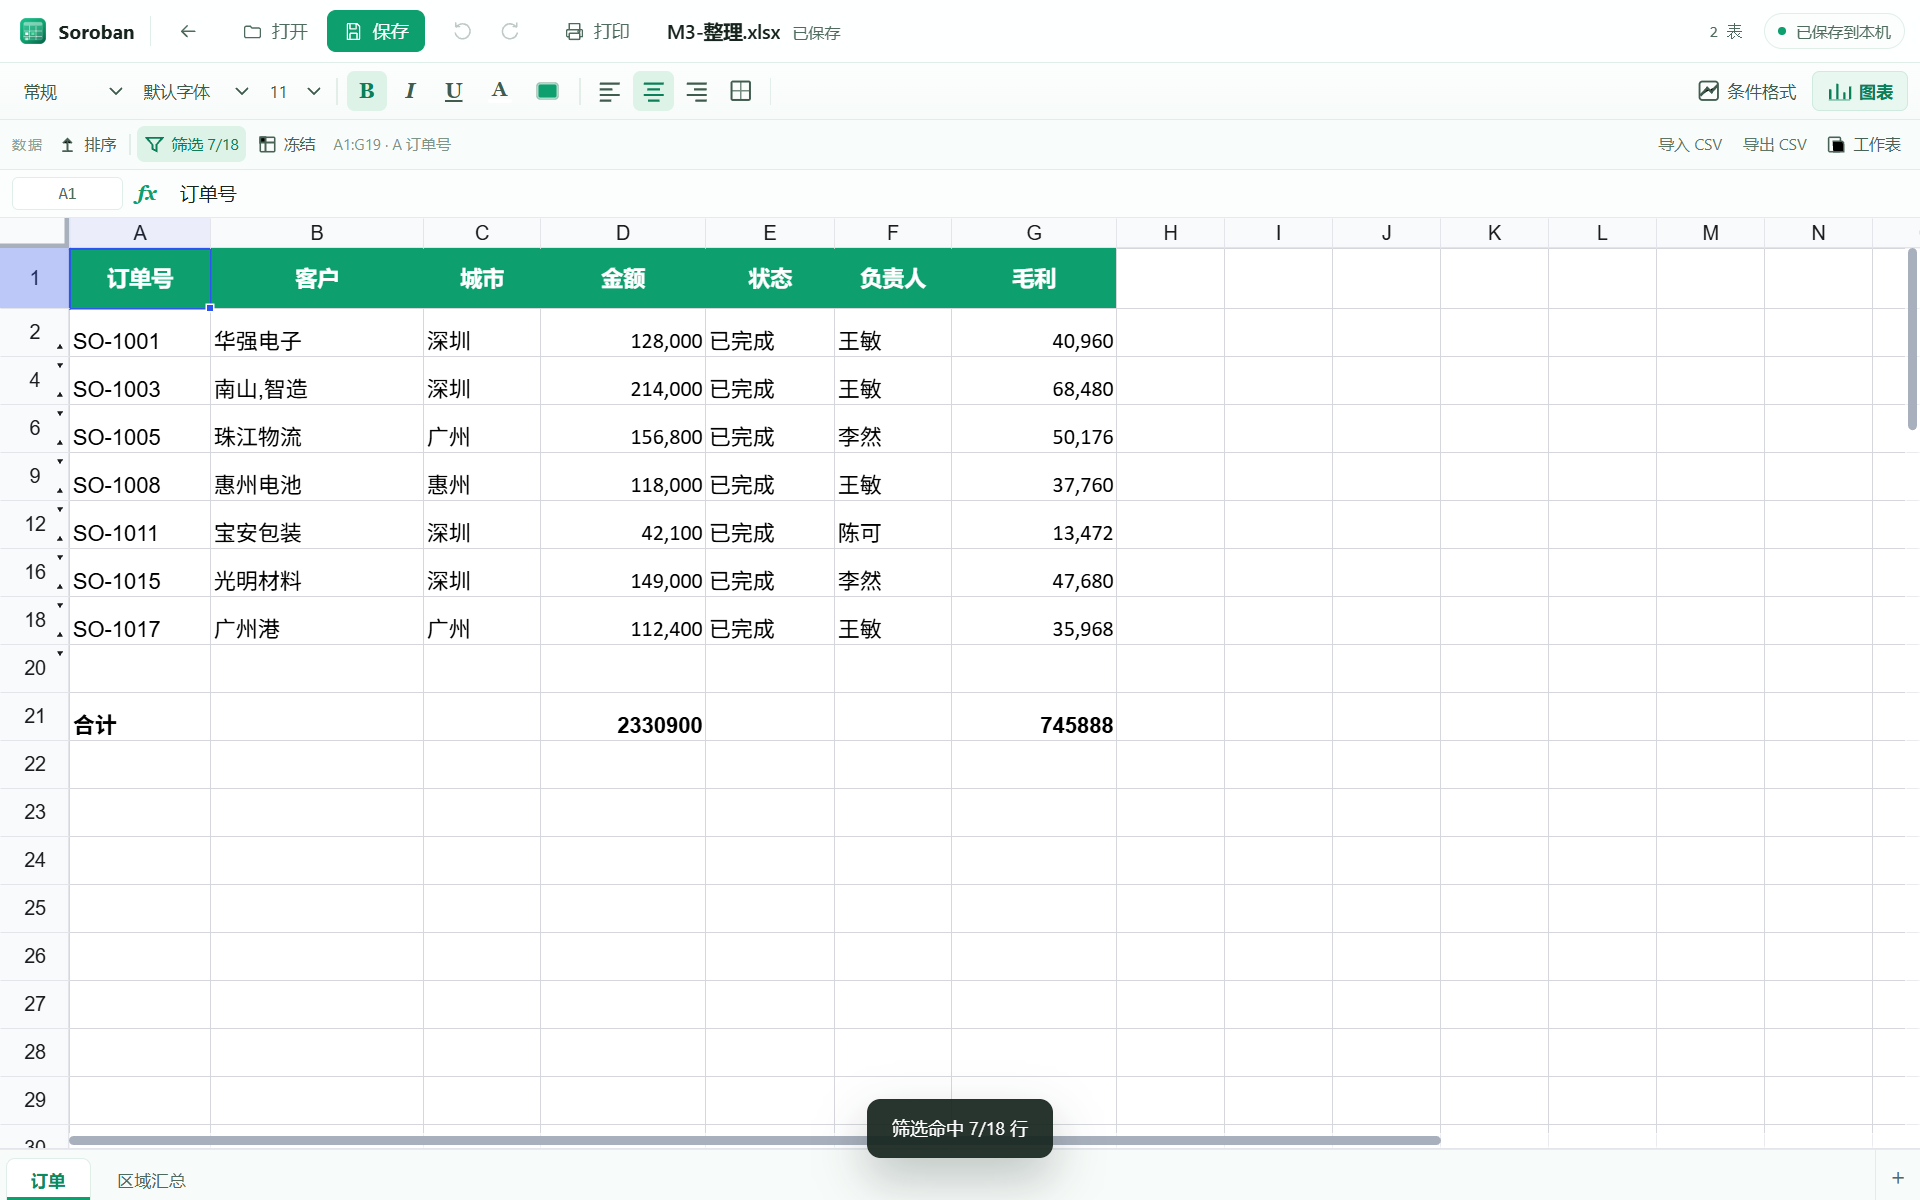 Soroban 打开 保存 打印 M3-整理.xlsx 已保存 2 表 已保存到本机
常规 默认字体 11 B I U A 条件格式 图表
数据 排序 筛选 7/18 冻结 A1:G19 · A 订单号 导入 CSV 导出 CSV 工作表
A1 fx 订单号
A B C D E F G H I J K L M N
1 订单号 客户 城市 金额 状态 负责人 毛利
2 SO-1001 华强电子 深圳 128,000 已完成 王敏 40,960
4 SO-1003 南山,智造 深圳 214,000 已完成 王敏 68,480
6 SO-1005 珠江物流 广州 156,800 已完成 李然 50,176
9 SO-1008 惠州电池 惠州 118,000 已完成 王敏 37,760
12 SO-1011 宝安包装 深圳 42,100 已完成 陈可 13,472
16 SO-1015 光明材料 深圳 149,000 已完成 李然 47,680
18 SO-1017 广州港 广州 112,400 已完成 王敏 35,968
20
21 合计 2330900 745888
22
23
24
25
26
27
28
29
30
筛选命中 7/18 行
订单 区域汇总 +